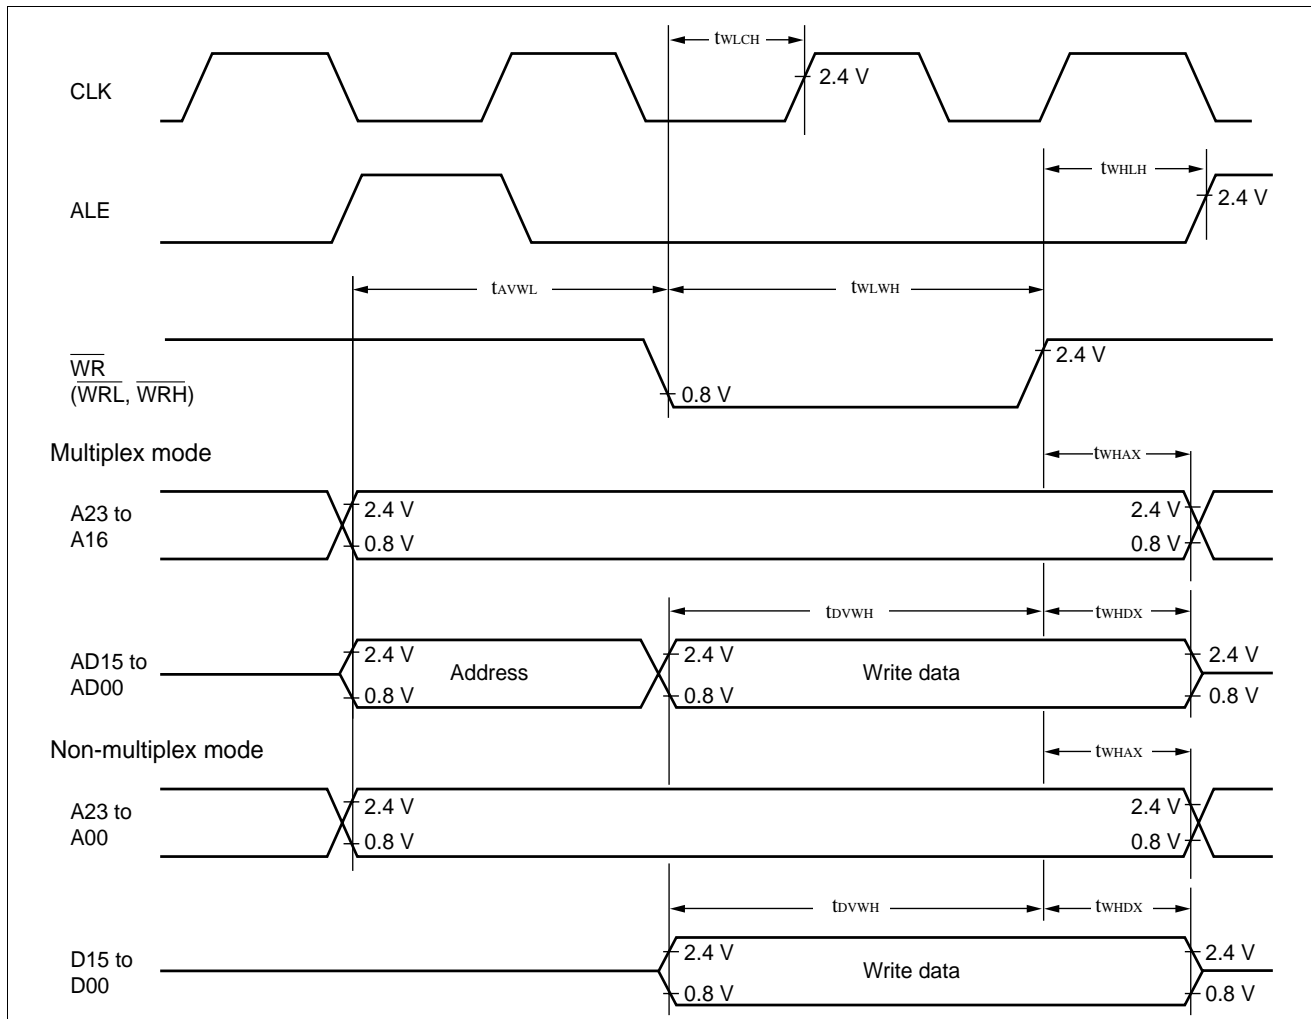 tWLCH
CLK
2.4 V
tWHLH
ALE
2.4 V
tAVWL
tWLWH
WR
(WRL, WRH)
2.4 V
0.8 V
Multiplex mode
tWHAX
A23 to
A16
2.4 V
0.8 V
2.4 V
0.8 V
tDVWH
tWHDX
AD15 to
AD00
2.4 V
0.8 V
Address
2.4 V
0.8 V
Write data
2.4 V
0.8 V
Non-multiplex mode
tWHAX
A23 to
A00
2.4 V
0.8 V
2.4 V
0.8 V
tDVWH
tWHDX
D15 to
D00
2.4 V
0.8 V
Write data
2.4 V
0.8 V